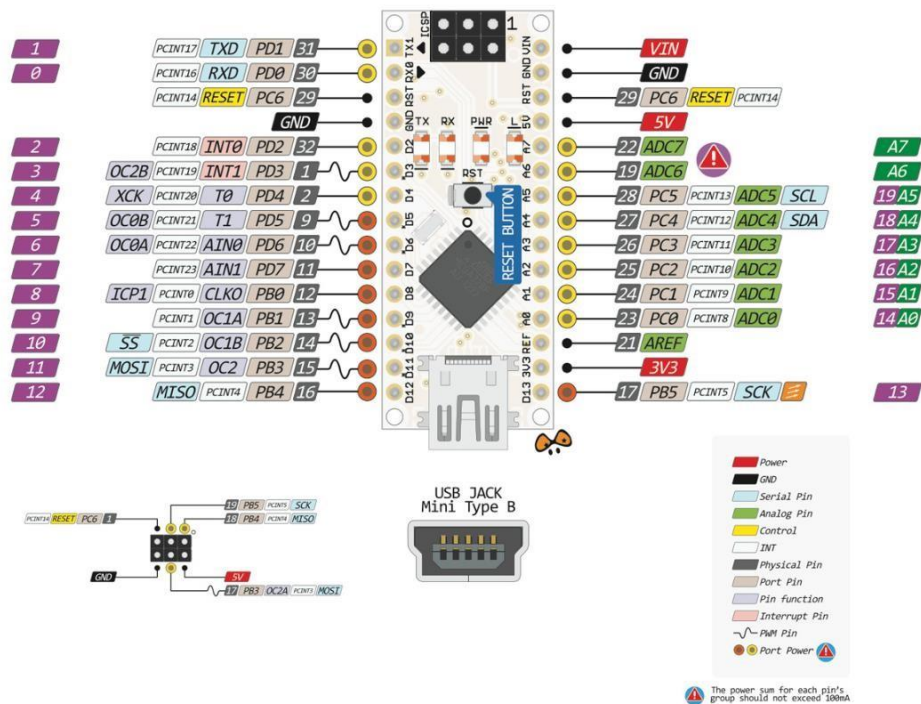 ICSP 1
1 PCINT17 TXD PD1 31 TX1 VIN VIN
0 PCINT16 RXD PD0 30 RX0 GND GND
PCINT14 RESET PC6 29 RST RST 29 PC6 RESET PCINT14
GND GND 5V 5V
TX RX PWR L
2 PCINT18 INT0 PD2 32 D2 A7 22 ADC7 A7
3 OC2B PCINT19 INT1 PD3 1 D3 A6 19 ADC6 A6
RST
4 XCK PCINT20 T0 PD4 2 D4 A5 28 PC5 PCINT13 ADC5 SCL 19 A5
5 OC0B PCINT21 T1 PD5 9 D5 A4 27 PC4 PCINT12 ADC4 SDA 18 A4
6 OC0A PCINT22 AIN0 PD6 10 D6 A3 26 PC3 PCINT11 ADC3 17 A3
RESET BUTTON
7 PCINT23 AIN1 PD7 11 D7 A2 25 PC2 PCINT10 ADC2 16 A2
8 ICP1 PCINT0 CLKO PB0 12 D8 A1 24 PC1 PCINT9 ADC1 15 A1
9 PCINT1 OC1A PB1 13 D9 A0 23 PC0 PCINT8 ADC0 14 A0
10 SS PCINT2 OC1B PB2 14 D10 REF 21 AREF
11 MOSI PCINT3 OC2 PB3 15 D11 3V3 3V3
12 MISO PCINT4 PB4 16 D12 D13 17 PB5 PCINT5 SCK 13
19 PB5 PCINT5 SCK
PCINT14 RESET PC6 1 18 PB4 PCINT4 MISO
GND 5V
17 PB3 OC2A PCINT3 MOSI
USB JACK
Mini Type B
Power
GND
Serial Pin
Analog Pin
Control
INT
Physical Pin
Port Pin
Pin function
Interrupt Pin
PWM Pin
Port Power
The power sum for each pin's
group should not exceed 100mA